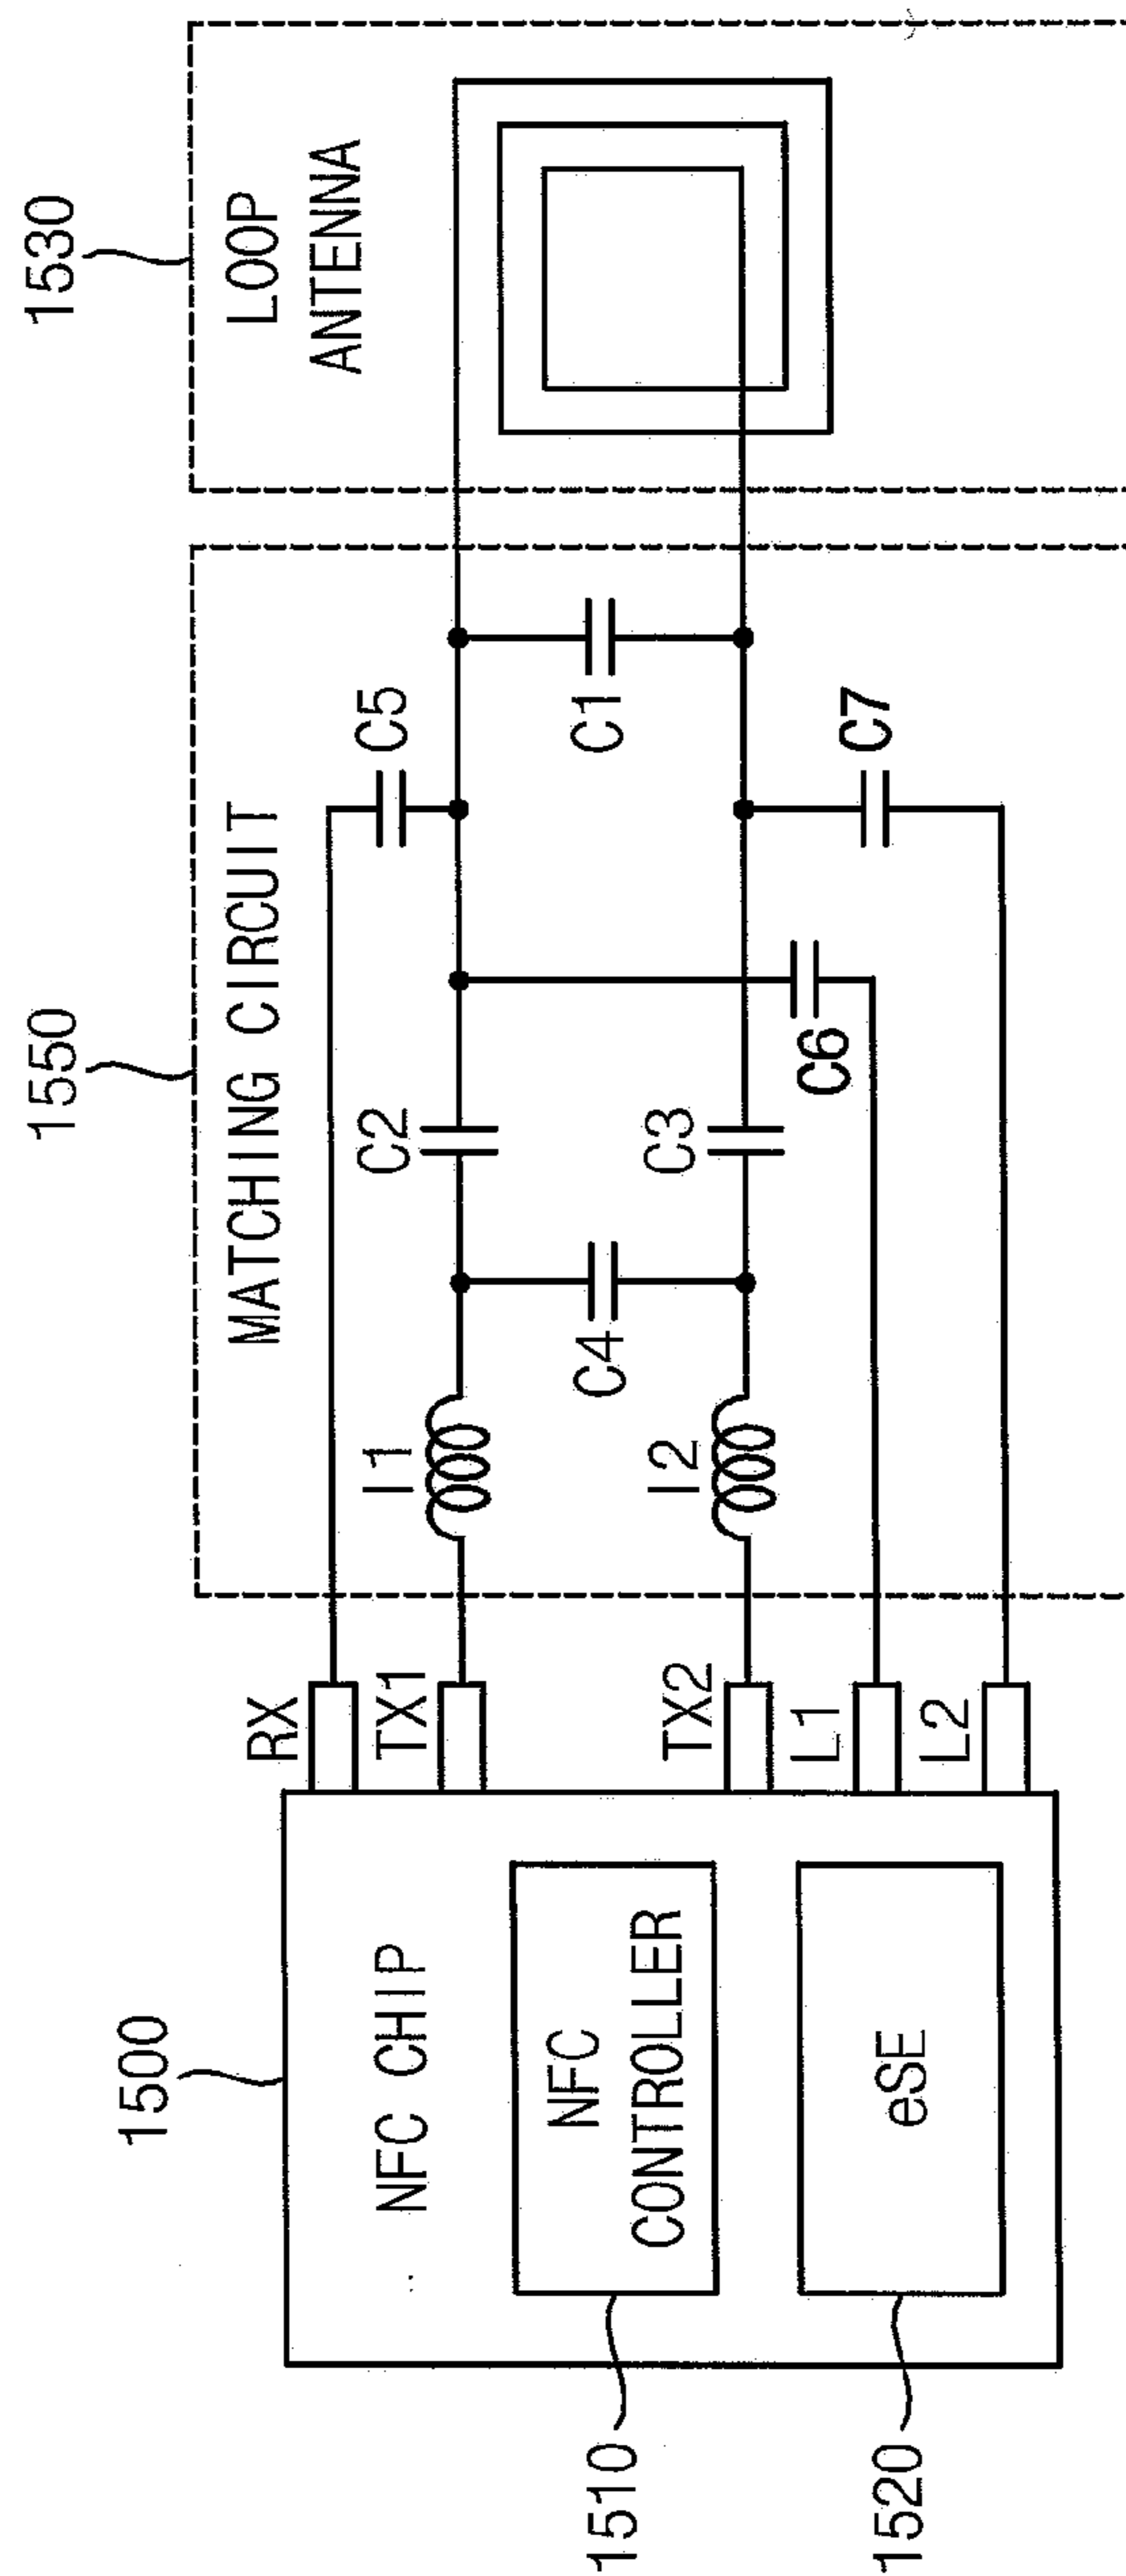 1500
NFC CHIP
NFC
CONTROLLER
1510
eSE
1520
RX
TX1
TX2
L1
L2
1550
MATCHING CIRCUIT
I1
I2
C4
C2
C3
C6
C5
C1
C7
1530
LOOP
ANTENNA